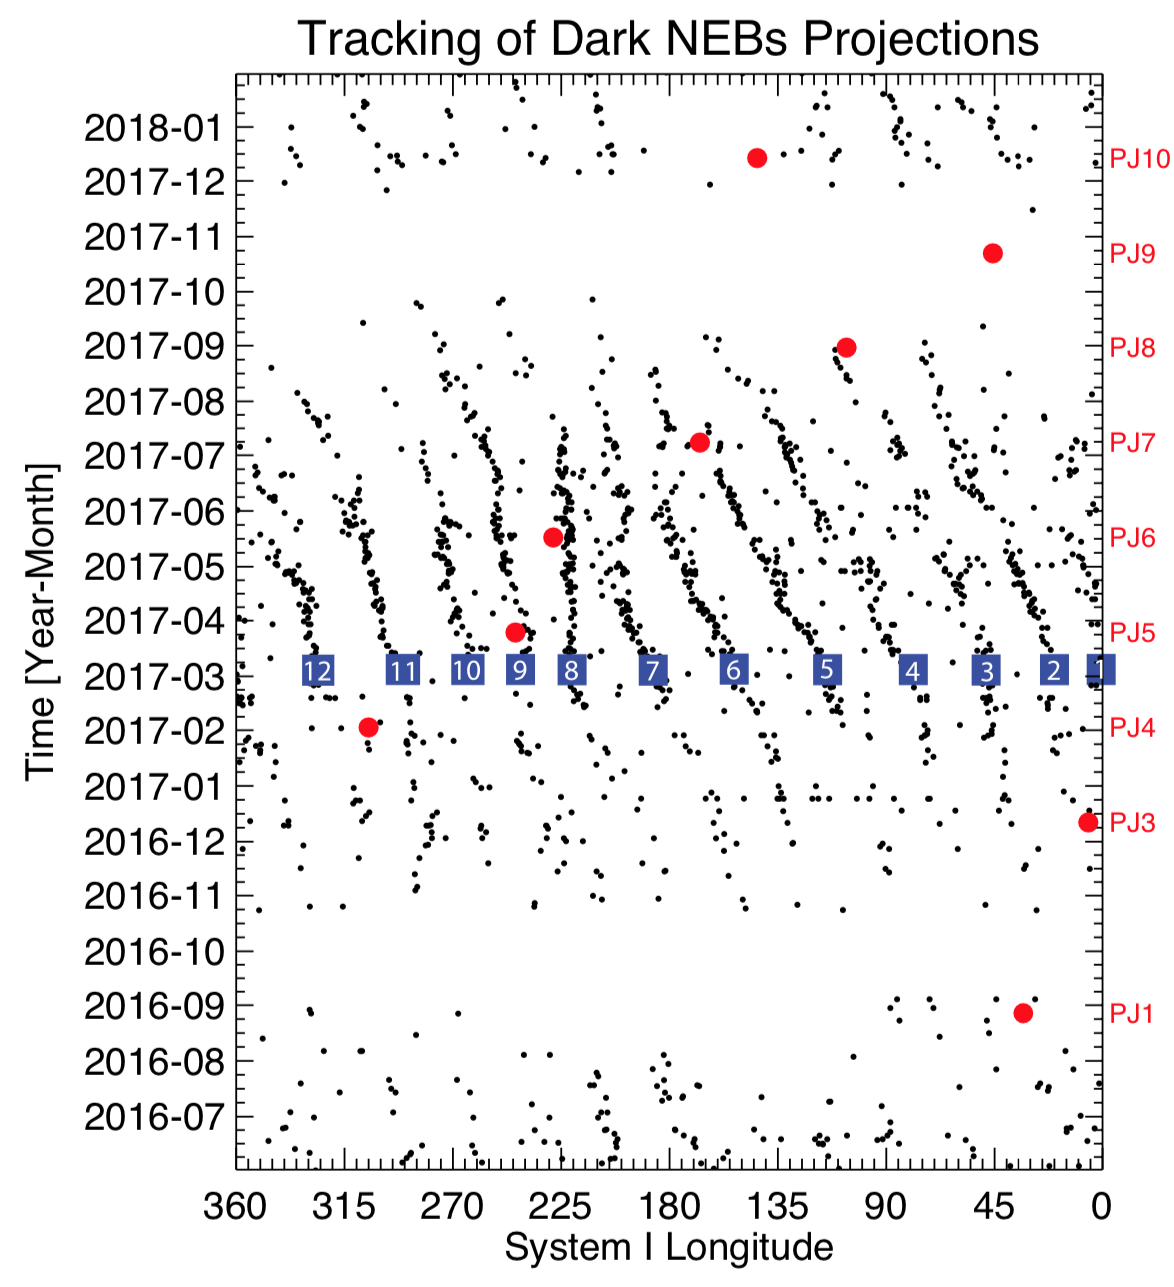 Tracking of Dark NEBs Projections
2018-01
PJ10
2017-12
2017-11
PJ9
2017-10
2017-09
PJ8
2017-08
PJ7
2017-07
2017-06
PJ6
2017-05
2017-04
PJ5
12 11 10 9 8 7 6 5 4 3 2 1
2017-03
2017-02
PJ4
2017-01
PJ3
2016-12
2016-11
2016-10
2016-09
PJ1
2016-08
2016-07
Time [Year-Month]
360 315 270 225 180 135 90 45 0
System I Longitude